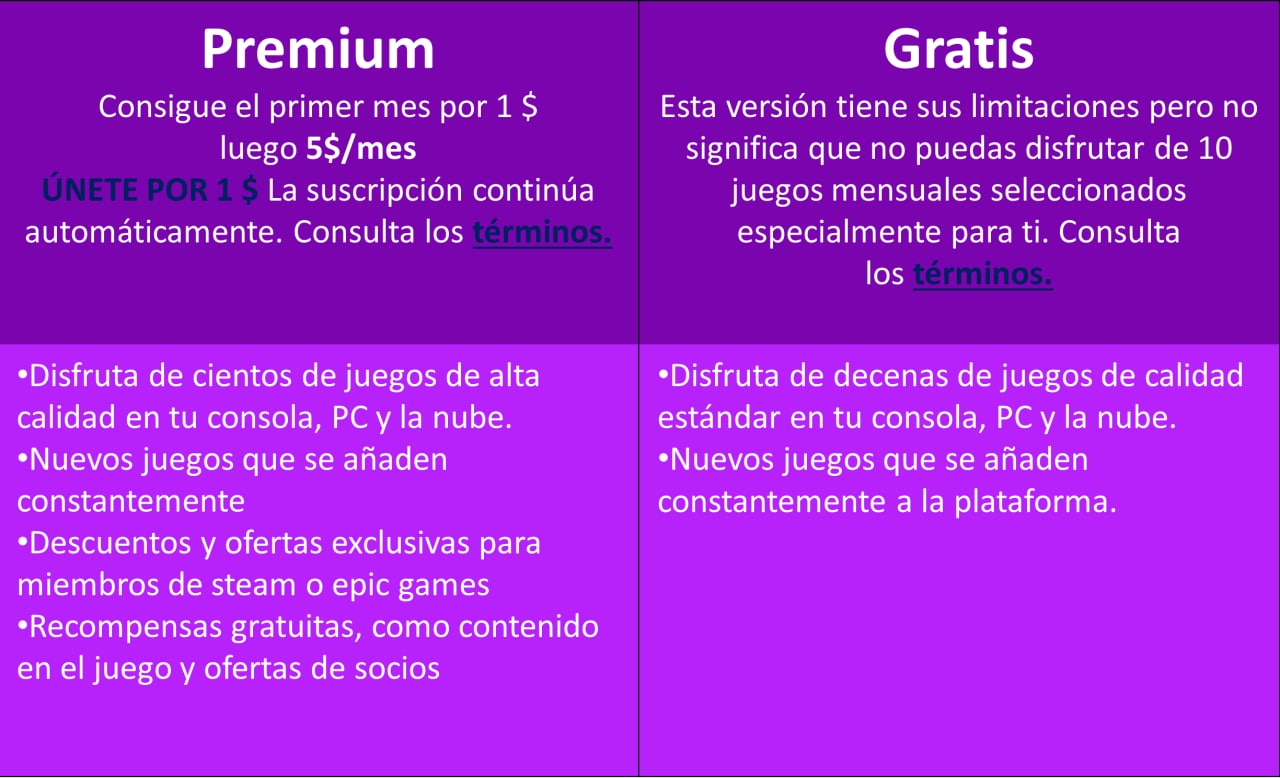 Premium
Consigue el primer mes por 1 $
luego 5$/mes
ÚNETE POR 1 $ La suscripción continúa
automáticamente. Consulta los términos.
Gratis
Esta versión tiene sus limitaciones pero no
significa que no puedas disfrutar de 10
juegos mensuales seleccionados
especialmente para ti. Consulta
los términos.
•Disfruta de cientos de juegos de alta
calidad en tu consola, PC y la nube.
•Nuevos juegos que se añaden
constantemente
•Descuentos y ofertas exclusivas para
miembros de steam o epic games
•Recompensas gratuitas, como contenido
en el juego y ofertas de socios
•Disfruta de decenas de juegos de calidad
estándar en tu consola, PC y la nube.
•Nuevos juegos que se añaden
constantemente a la plataforma.